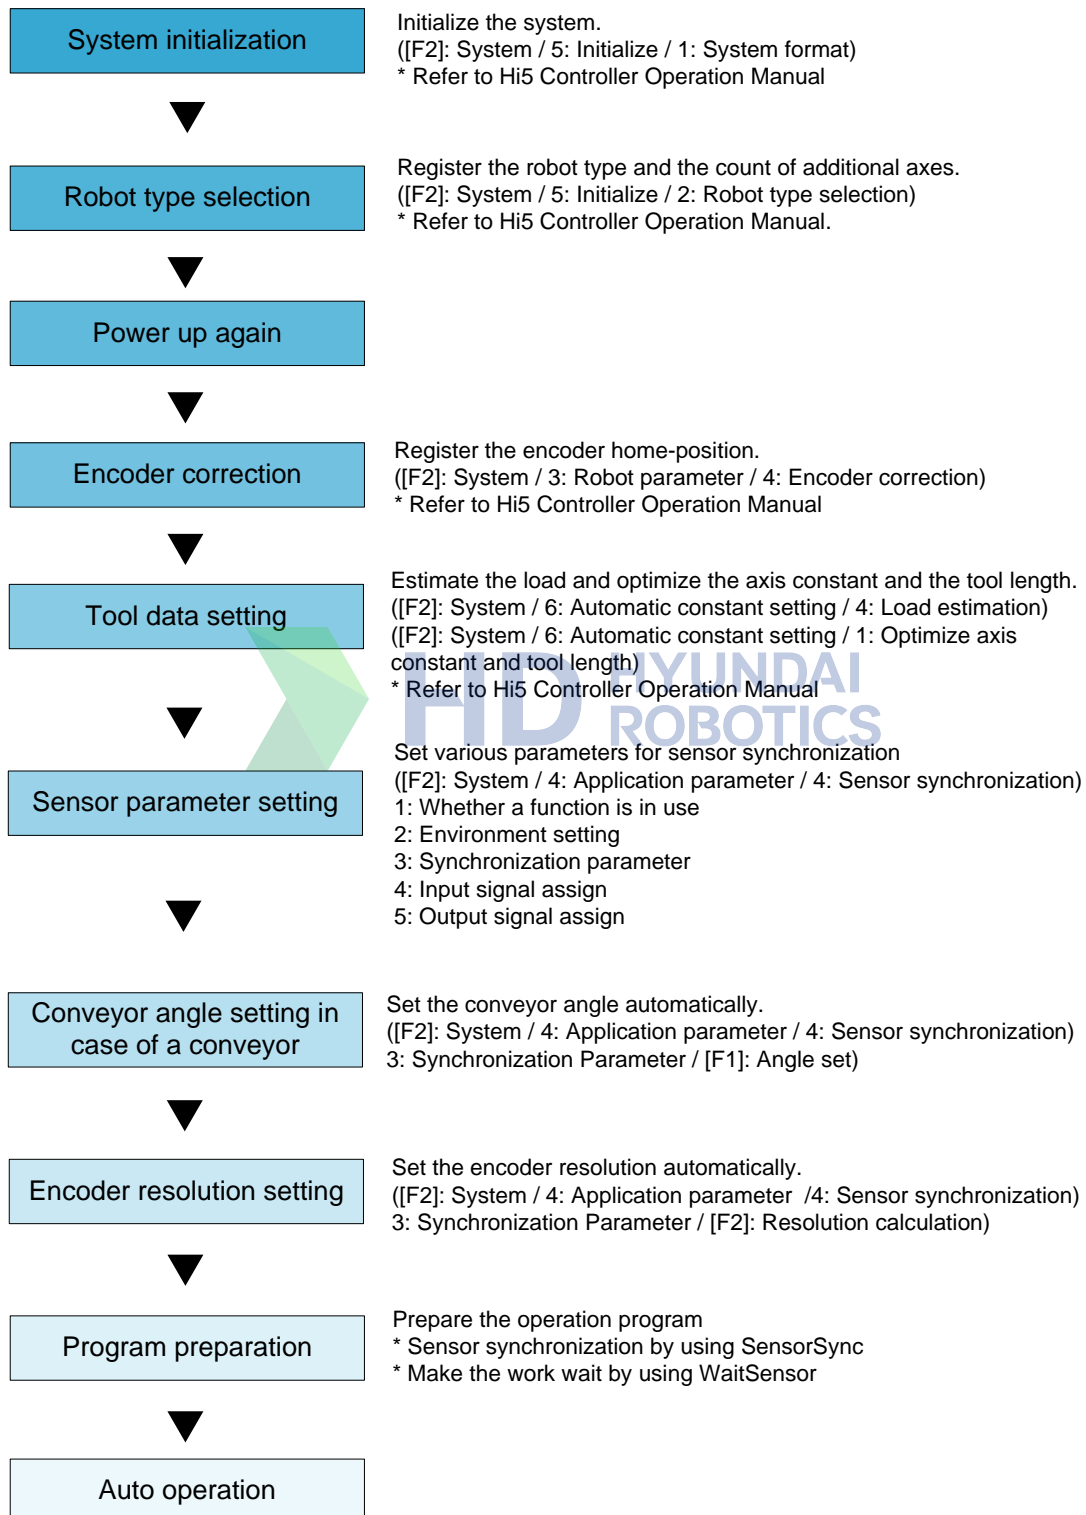 System initialization
Initialize the system.
([F2]: System / 5: Initialize / 1: System format)
* Refer to Hi5 Controller Operation Manual
Robot type selection
Register the robot type and the count of additional axes.
([F2]: System / 5: Initialize / 2: Robot type selection)
* Refer to Hi5 Controller Operation Manual.
Power up again
Encoder correction
Register the encoder home-position.
([F2]: System / 3: Robot parameter / 4: Encoder correction)
* Refer to Hi5 Controller Operation Manual
Tool data setting
Estimate the load and optimize the axis constant and the tool length.
([F2]: System / 6: Automatic constant setting / 4: Load estimation)
([F2]: System / 6: Automatic constant setting / 1: Optimize axis
constant and tool length)
* Refer to Hi5 Controller Operation Manual
HD HYUNDAI
ROBOTICS
Sensor parameter setting
Set various parameters for sensor synchronization
([F2]: System / 4: Application parameter / 4: Sensor synchronization)
1: Whether a function is in use
2: Environment setting
3: Synchronization parameter
4: Input signal assign
5: Output signal assign
Conveyor angle setting in
case of a conveyor
Set the conveyor angle automatically.
([F2]: System / 4: Application parameter / 4: Sensor synchronization)
3: Synchronization Parameter / [F1]: Angle set)
Encoder resolution setting
Set the encoder resolution automatically.
([F2]: System / 4: Application parameter /4: Sensor synchronization)
3: Synchronization Parameter / [F2]: Resolution calculation)
Program preparation
Prepare the operation program
* Sensor synchronization by using SensorSync
* Make the work wait by using WaitSensor
Auto operation